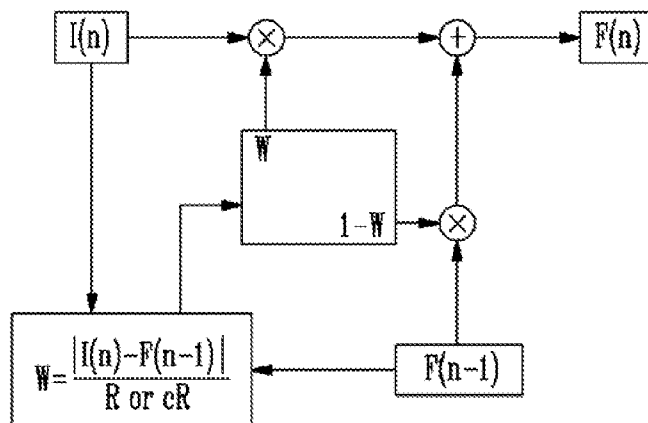 I(n)
×
+
F(n)
W
1-W
×
W=|I(n)-F(n-1)|
R or cR
F(n-1)